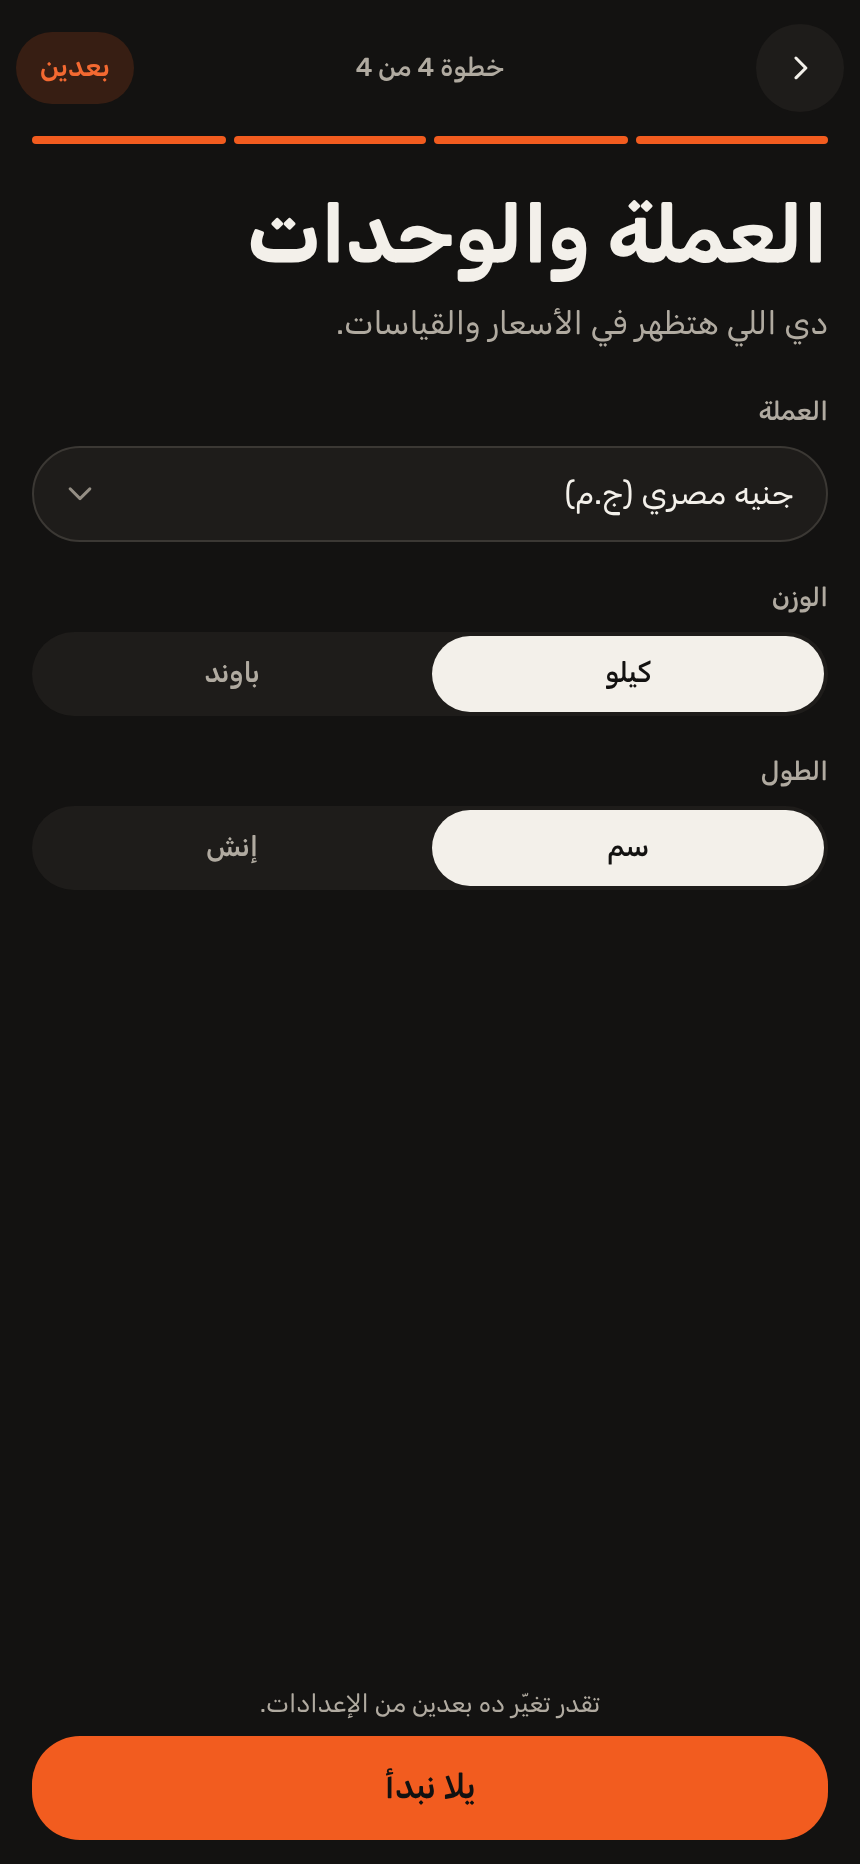 خطوة 4 من 4
بعدين
العملة والوحدات
دي اللي هتظهر في الأسعار والقياسات.
العملة
جنيه مصري (ج.م)
الوزن
كيلو
باوند
الطول
سم
إنش
تقدر تغيّر ده بعدين من الإعدادات.
يلا نبدأ